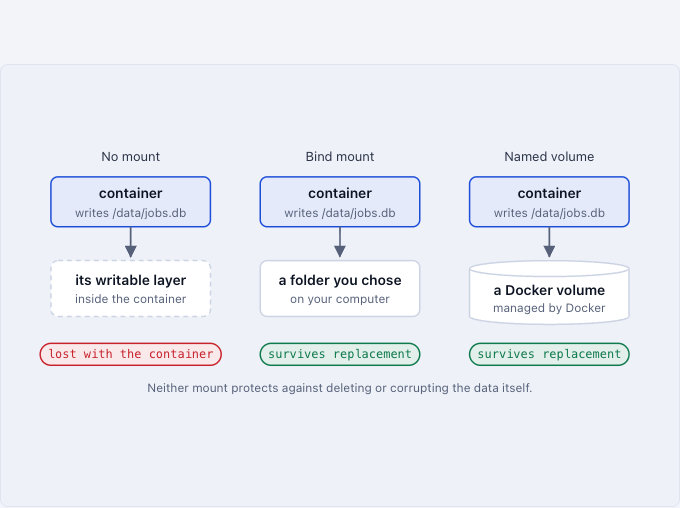 No mount
container
writes /data/jobs.db
its writable layer
inside the container
lost with the container
Bind mount
container
writes /data/jobs.db
a folder you chose
on your computer
survives replacement
Named volume
container
writes /data/jobs.db
a Docker volume
managed by Docker
survives replacement
Neither mount protects against deleting or corrupting the data itself.